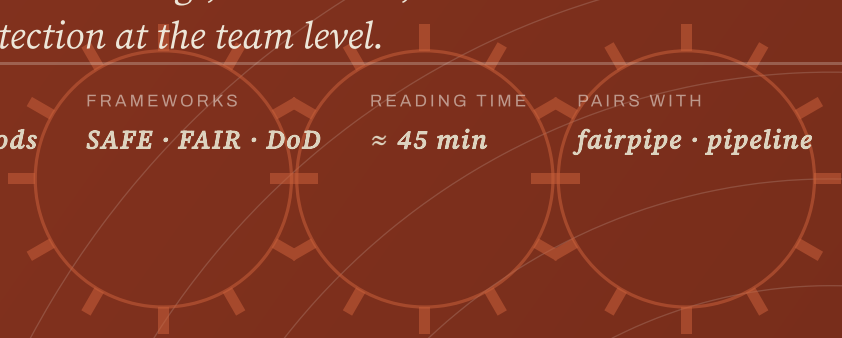 tection at the team level.
FRAMEWORKS READING TIME PAIRS WITH
ods SAFE · FAIR · DoD ≈ 45 min fairpipe · pipeline